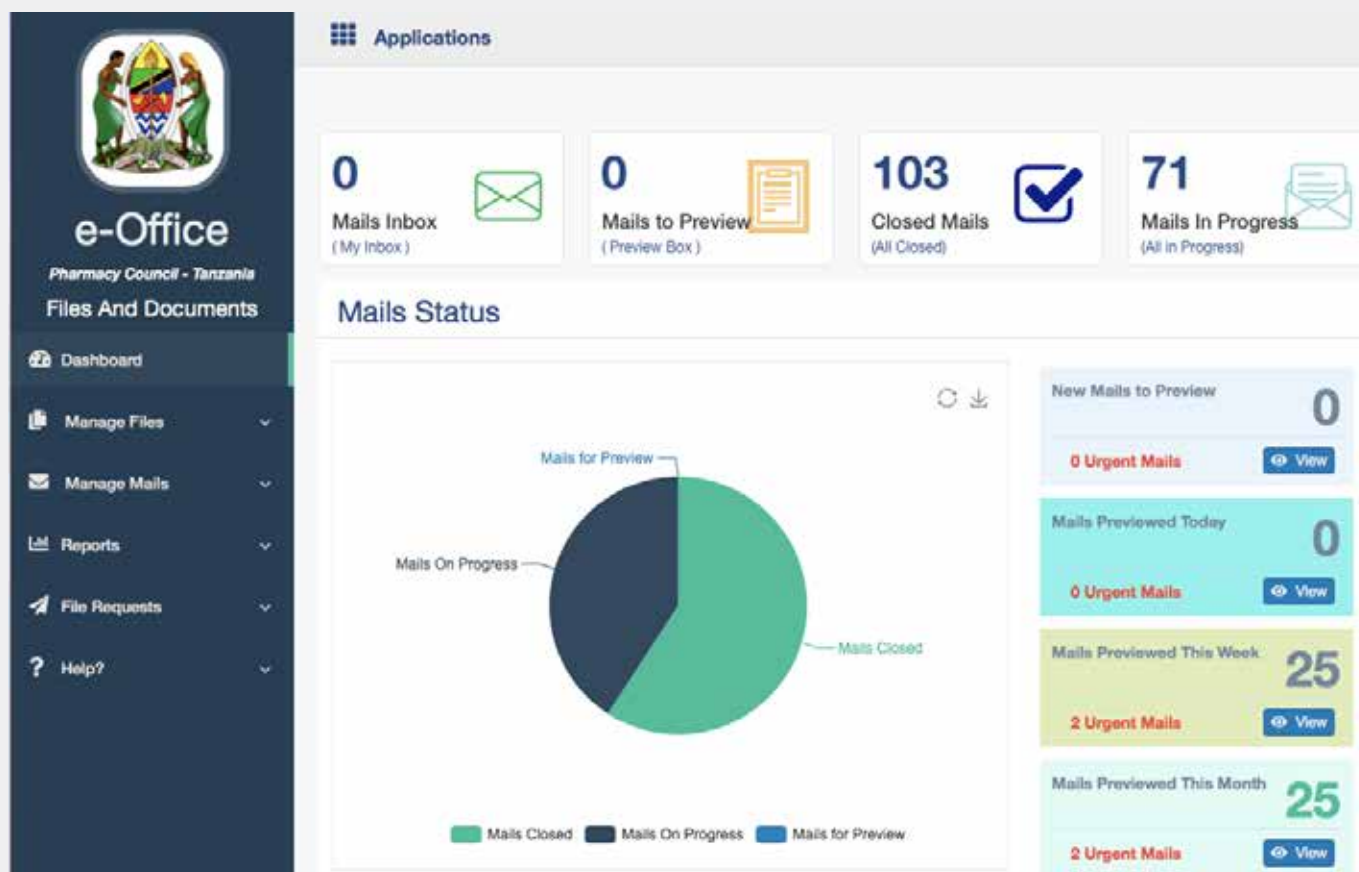 Applications
e-Office
Pharmacy Council - Tanzania
Files And Documents
Dashboard
Manage Files
Manage Mails
Reports
File Requests
Help?
0
Mails Inbox
( My Inbox )
0
Mails to Preview
( Preview Box )
103
Closed Mails
(All Closed)
71
Mails In Progress
(All in Progress)
Mails Status
Mails for Preview
Mails On Progress
Mails Closed
Mails Closed Mails On Progress Mails for Preview
New Mails to Preview
0
0 Urgent Mails View
Mails Previewed Today
0
0 Urgent Mails View
Mails Previewed This Week
25
2 Urgent Mails View
Mails Previewed This Month
25
2 Urgent Mails View